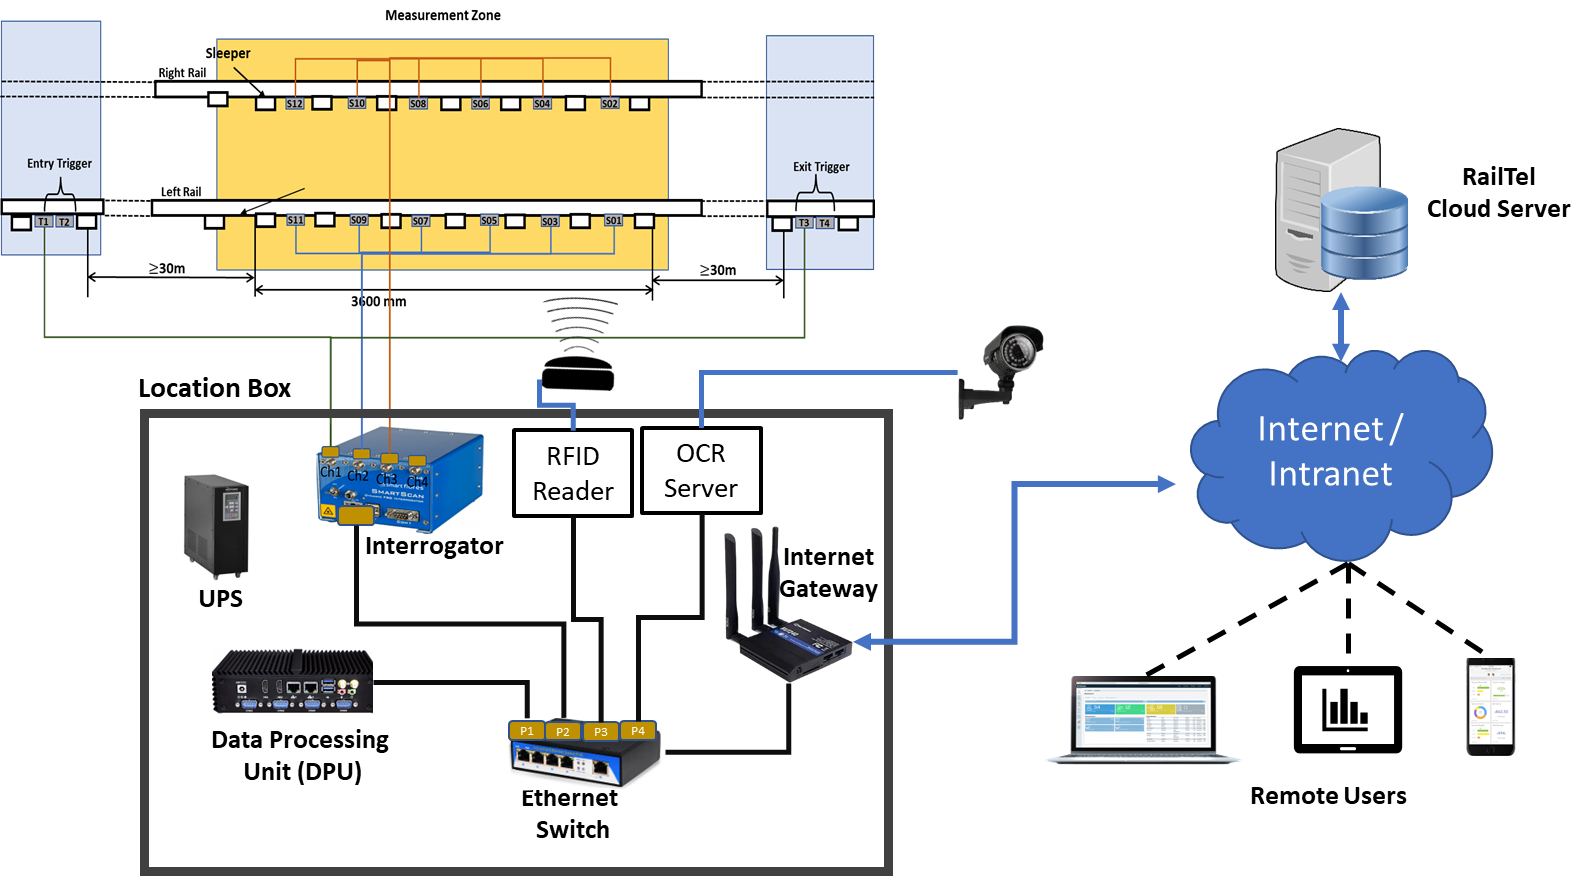 Measurement Zone
Sleeper
Right Rail
S12
S10
S08
S06
S04
S02
Entry Trigger
Exit Trigger
Left Rail
T1
T2
S11
S09
S07
S05
S03
S01
T3
T4
≥30m
≥30m
3600 mm
RailTel
Cloud Server
Location Box
Ch1
Ch2
Ch3
Ch4
SmartScan
Interrogator
RFID
Reader
OCR
Server
Internet
Gateway
Internet /
Intranet
UPS
Data Processing
Unit (DPU)
P1
P2
P3
P4
Ethernet
Switch
Remote Users